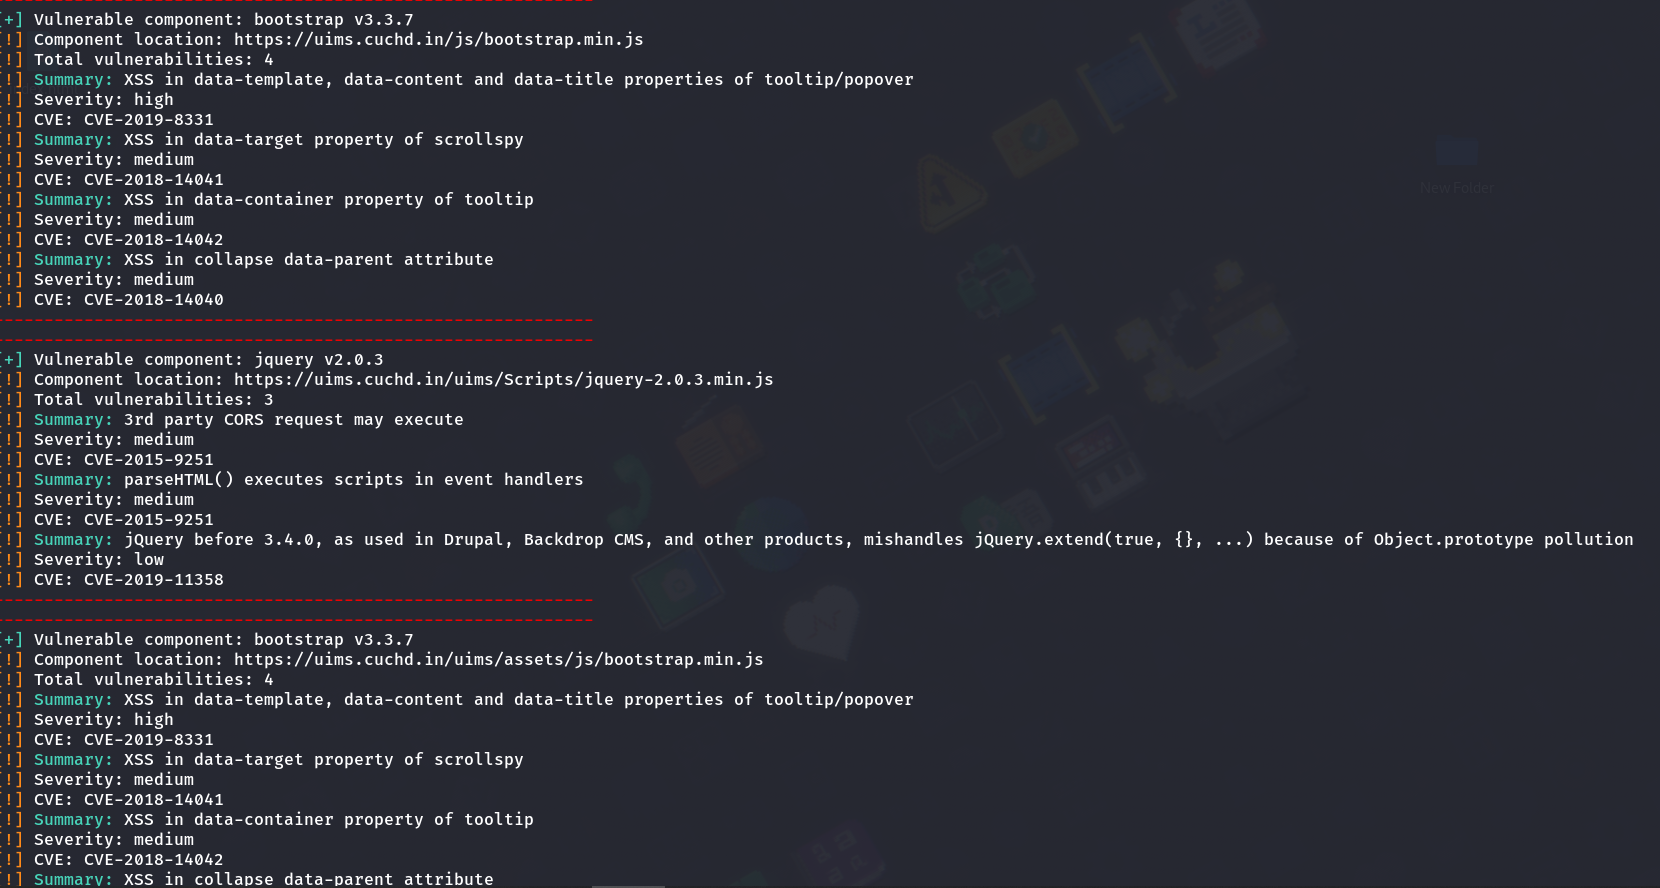 ------------------------------------------------------------
[+] Vulnerable component: bootstrap v3.3.7
[!] Component location: https://uims.cuchd.in/js/bootstrap.min.js
[!] Total vulnerabilities: 4
[!] Summary: XSS in data-template, data-content and data-title properties of tooltip/popover
[!] Severity: high
[!] CVE: CVE-2019-8331
[!] Summary: XSS in data-target property of scrollspy
[!] Severity: medium
[!] CVE: CVE-2018-14041
[!] Summary: XSS in data-container property of tooltip
[!] Severity: medium
[!] CVE: CVE-2018-14042
[!] Summary: XSS in collapse data-parent attribute
[!] Severity: medium
[!] CVE: CVE-2018-14040
------------------------------------------------------------
------------------------------------------------------------
[+] Vulnerable component: jquery v2.0.3
[!] Component location: https://uims.cuchd.in/uims/Scripts/jquery-2.0.3.min.js
[!] Total vulnerabilities: 3
[!] Summary: 3rd party CORS request may execute
[!] Severity: medium
[!] CVE: CVE-2015-9251
[!] Summary: parseHTML() executes scripts in event handlers
[!] Severity: medium
[!] CVE: CVE-2015-9251
[!] Summary: jQuery before 3.4.0, as used in Drupal, Backdrop CMS, and other products, mishandles jQuery.extend(true, {}, ...) because of Object.prototype pollution
[!] Severity: low
[!] CVE: CVE-2019-11358
------------------------------------------------------------
------------------------------------------------------------
[+] Vulnerable component: bootstrap v3.3.7
[!] Component location: https://uims.cuchd.in/uims/assets/js/bootstrap.min.js
[!] Total vulnerabilities: 4
[!] Summary: XSS in data-template, data-content and data-title properties of tooltip/popover
[!] Severity: high
[!] CVE: CVE-2019-8331
[!] Summary: XSS in data-target property of scrollspy
[!] Severity: medium
[!] CVE: CVE-2018-14041
[!] Summary: XSS in data-container property of tooltip
[!] Severity: medium
[!] CVE: CVE-2018-14042
[!] Summary: XSS in collapse data-parent attribute
New Folder